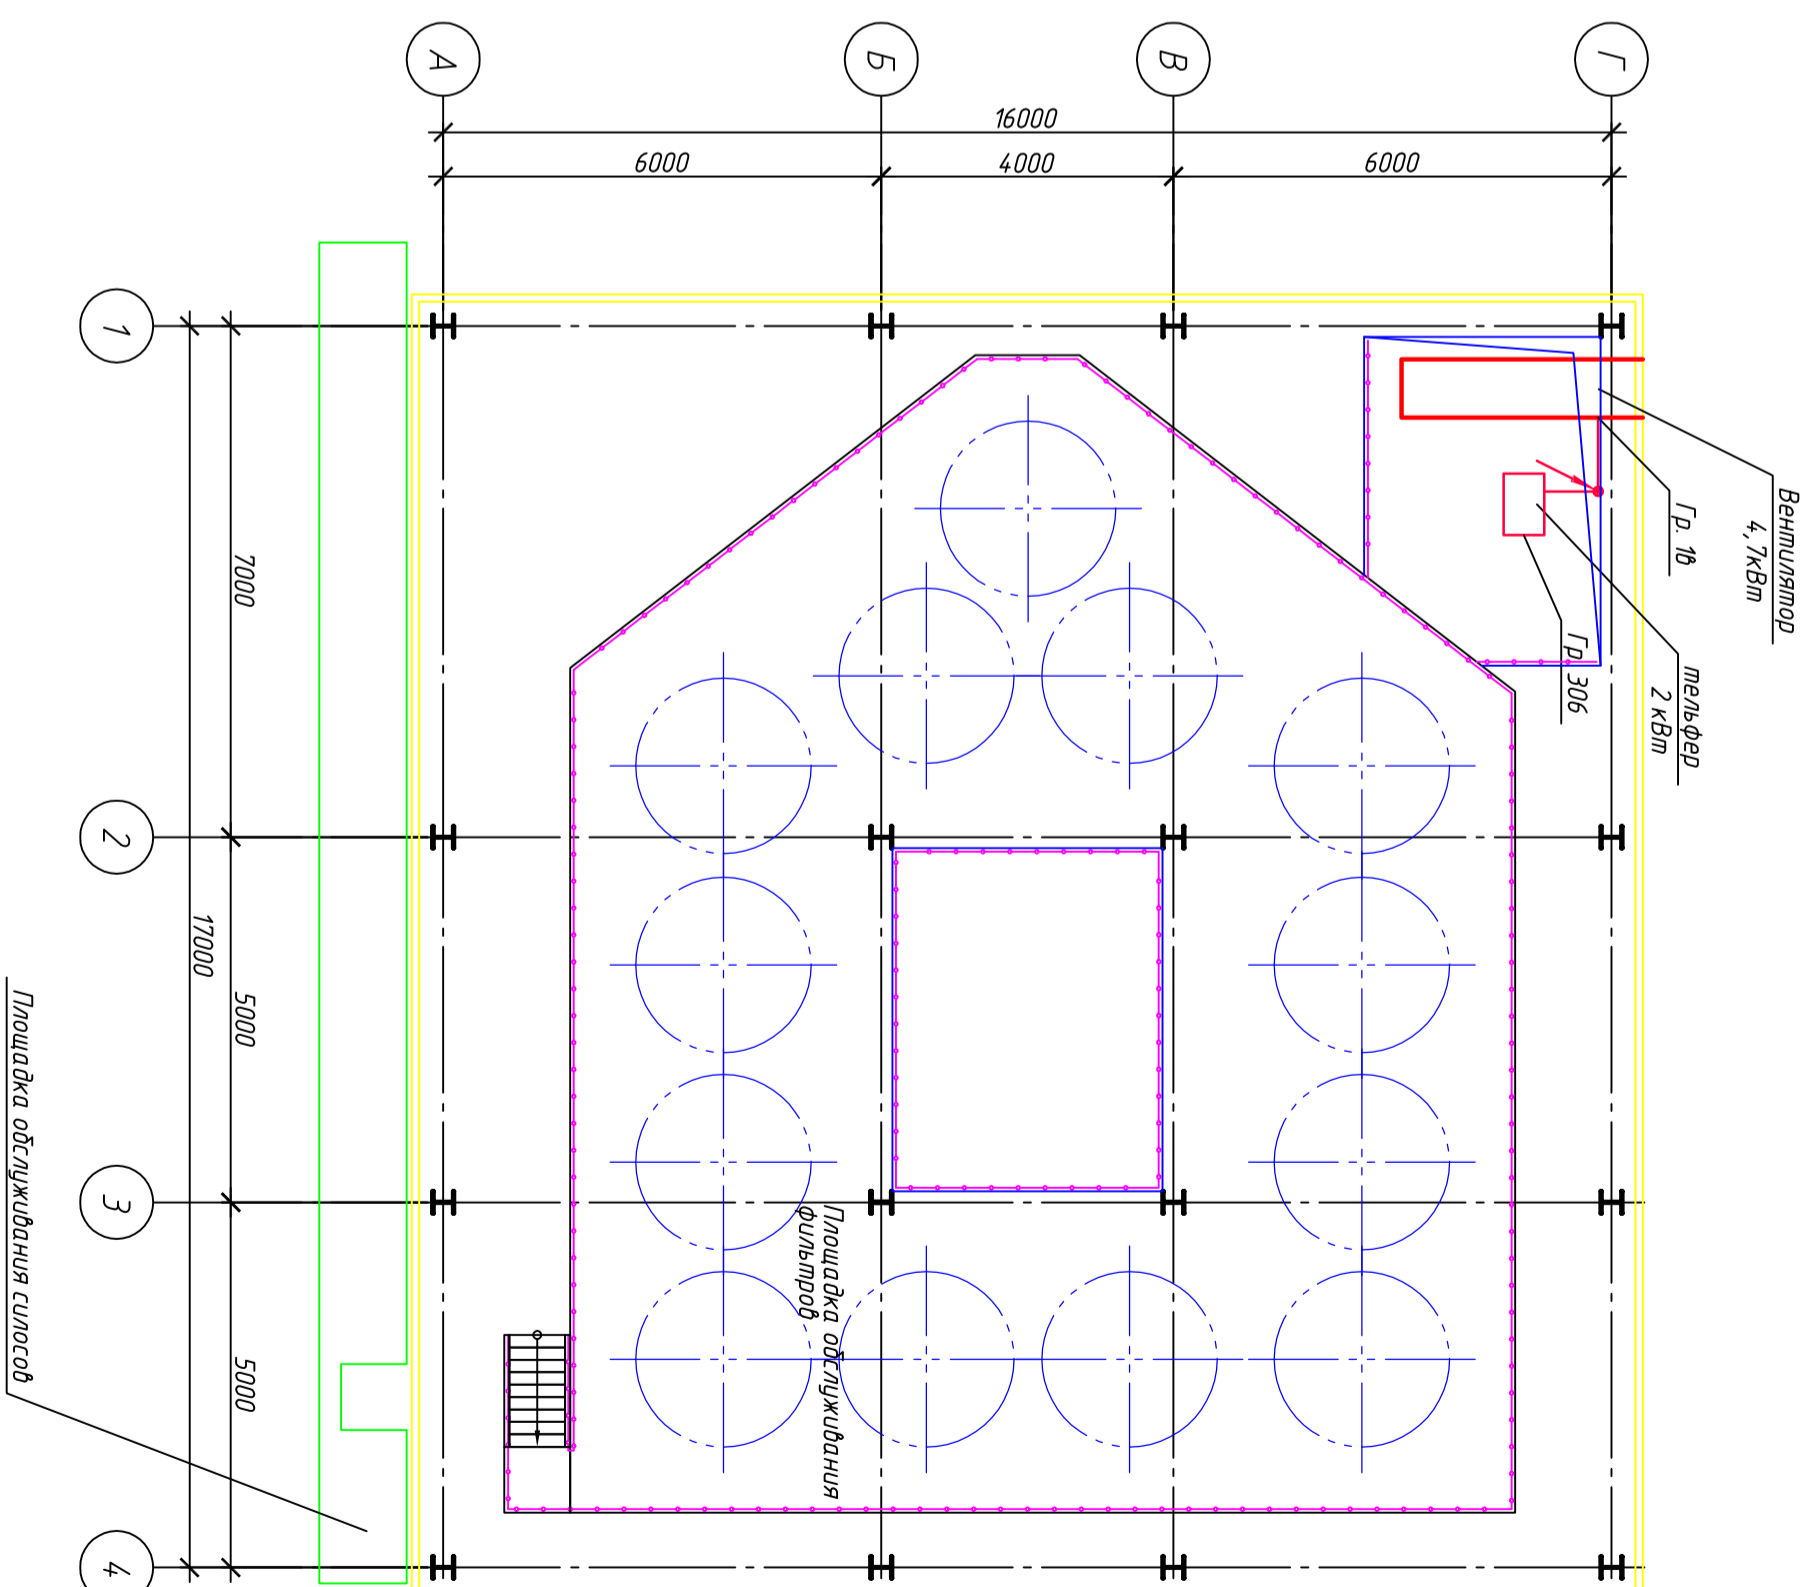 А
Б
В
Г
16000
6000
4000
6000
1
2
3
4
7000
5000
5000
17000
Вентилятор
4,7кВт
Гр. 1в
тельфер
2 кВт
Гр. 306
Площадка обслуживания
фильтров
Площадка обслуживания силосов